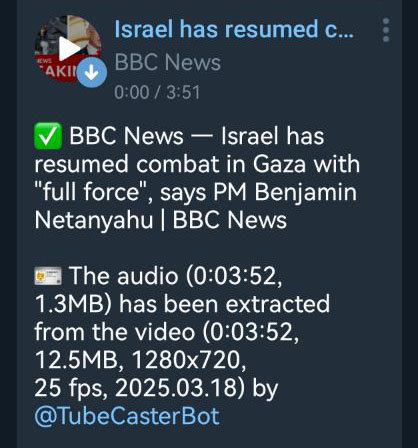 Israel has resumed c...
BBC News
0:00 / 3:51
NEWS
AKI
✅ BBC News — Israel has
resumed combat in Gaza with
"full force", says PM Benjamin
Netanyahu | BBC News
🪪 The audio (0:03:52,
1.3MB) has been extracted
from the video (0:03:52,
12.5MB, 1280x720,
25 fps, 2025.03.18) by
@TubeCasterBot